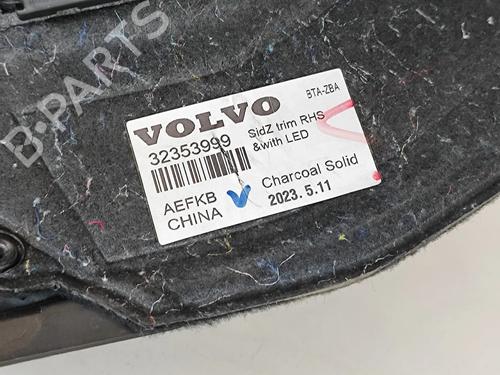 B-PARTS
VOLVO
BTA-ZBA
32353999
SidZ trim RHS
&with LED
AEFKB
Charcoal Solid
CHINA
2023.5.11